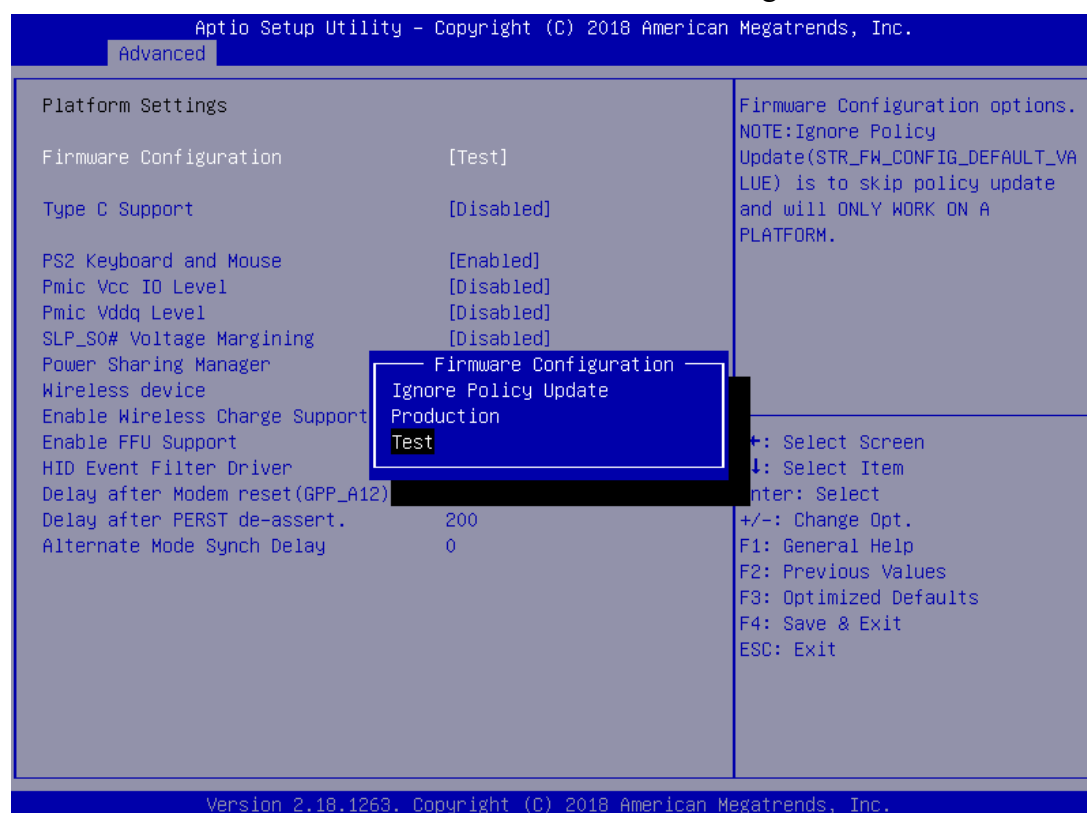 Aptio Setup Utility – Copyright (C) 2018 American Megatrends, Inc.
Advanced
Platform Settings
Firmware Configuration [Test]
Type C Support [Disabled]
PS2 Keyboard and Mouse [Enabled]
Pmic Vcc IO Level [Disabled]
Pmic Vddq Level [Disabled]
SLP_S0# Voltage Margining [Disabled]
Power Sharing Manager
Wireless device
Enable Wireless Charge Support
Enable FFU Support
HID Event Filter Driver
Delay after Modem reset(GPP_A12)
Delay after PERST de-assert. 200
Alternate Mode Synch Delay 0
Firmware Configuration
Ignore Policy Update
Production
Test
Firmware Configuration options.
NOTE:Ignore Policy
Update(STR_FW_CONFIG_DEFAULT_VA
LUE) is to skip policy update
and will ONLY WORK ON A
PLATFORM.
: Select Screen
: Select Item
nter: Select
+/-: Change Opt.
F1: General Help
F2: Previous Values
F3: Optimized Defaults
F4: Save & Exit
ESC: Exit
Version 2.18.1263. Copyright (C) 2018 American Megatrends, Inc.